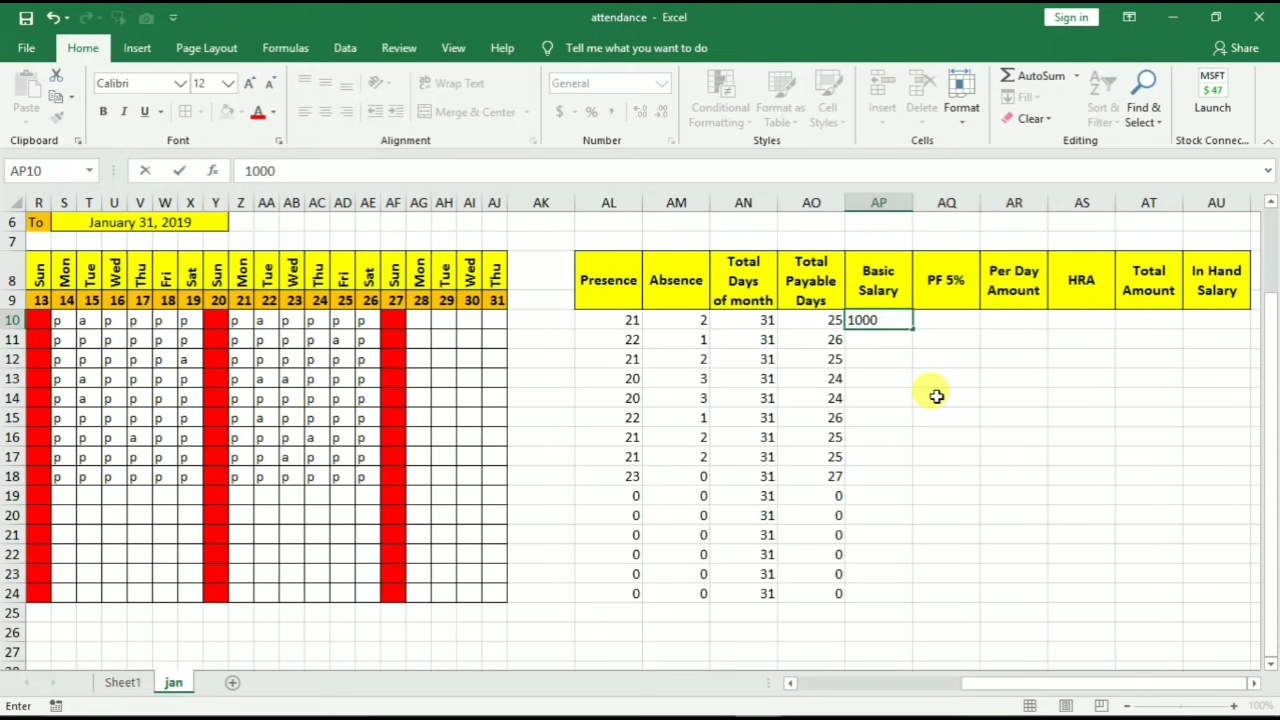 attendance - Excel
Sign in
File Home Insert Page Layout Formulas Data Review View Help Tell me what you want to do Share
Paste
Calibri 12
B I U
Wrap Text
Merge & Center
General
$ % ,
Conditional Formatting
Format as Table
Cell Styles
Insert
Delete
Format
AutoSum
Fill
Clear
Sort & Filter
Find & Select
MSFT
$ 47
Launch
Clipboard Font Alignment Number Styles Cells Editing Stock Connec...
AP10 fx 1000
R S T U V W X Y Z AA AB AC AD AE AF AG AH AI AJ AK AL AM AN AO AP AQ AR AS AT AU
6 To January 31, 2019
7
8 Sun Mon Tue Wed Thu Fri Sat Sun Mon Tue Wed Thu Fri Sat Sun Mon Tue Wed Thu Presence Absence Total Days of month Total Payable Days Basic Salary PF 5% Per Day Amount HRA Total Amount In Hand Salary
9 13 14 15 16 17 18 19 20 21 22 23 24 25 26 27 28 29 30 31
10 p a p p p p p a p p p p 21 2 31 25 1000
11 p p p p p p p p p p a p 22 1 31 26
12 p p p p p a p p p p p p 21 2 31 25
13 p a p p p p p a a p p p 20 3 31 24
14 p a p p p p p p p p p p 20 3 31 24
15 p p p p p p p a p p p p 22 1 31 26
16 p p p a p p p p p a p p 21 2 31 25
17 p p p p p p p p a p p p 21 2 31 25
18 p p p p p p p p p p p p 23 0 31 27
19 0 0 31 0
20 0 0 31 0
21 0 0 31 0
22 0 0 31 0
23 0 0 31 0
24 0 0 31 0
25
26
27
Sheet1 jan
Enter 100%